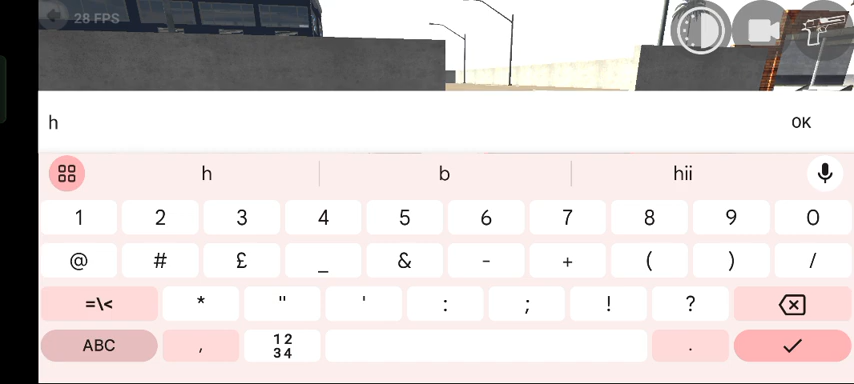 28 FPS
h
OK
h b hii
1 2 3 4 5 6 7 8 9 0
@ # £ _ & - + ( ) /
=\< * " ' : ; ! ?
ABC , 12 .
34